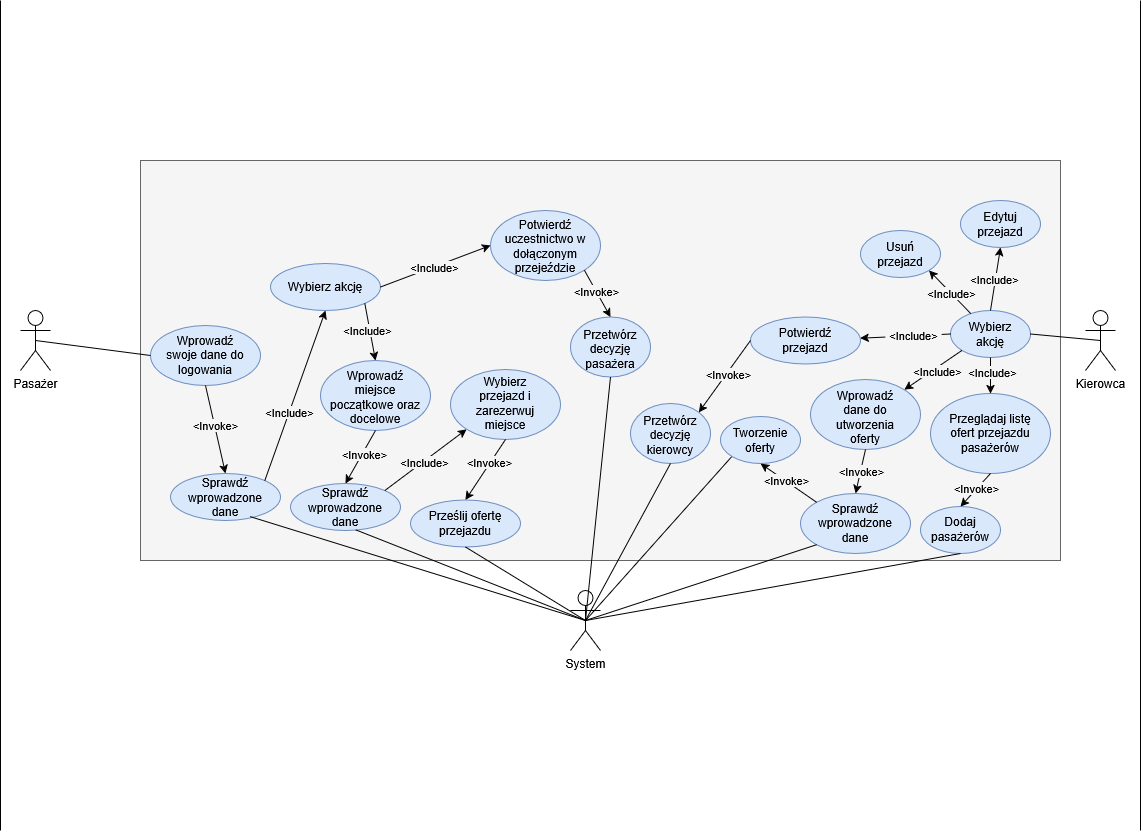 Potwierdź
uczestnictwo w
dołączonym
przejeździe
Edytuj
przejazd
Usuń
przejazd
<Include>
Wybierz akcję
<Invoke>
<Include>
<Include>
Pasażer
Wprowadź
swoje dane do
logowania
<Include>
Przetwórz
decyzję
pasażera
Potwierdź
przejazd
<Include>
Wybierz
akcję
Kierowca
Wprowadź
miejsce
początkowe oraz
docelowe
Wybierz
przejazd i
zarezerwuj
miejsce
<Invoke>
<Include>
<Include>
<Invoke>
<Include>
Przetwórz
decyzję
kierowcy
Tworzenie
oferty
Wprowadź
dane do
utworzenia
oferty
Przeglądaj listę
ofert przejazdu
pasażerów
<Invoke>
<Include>
<Invoke>
<Invoke>
<Invoke>
<Invoke>
Sprawdź
wprowadzone
dane
Sprawdź
wprowadzone
dane
Prześlij ofertę
przejazdu
Sprawdź
wprowadzone
dane
Dodaj
pasażerów
System